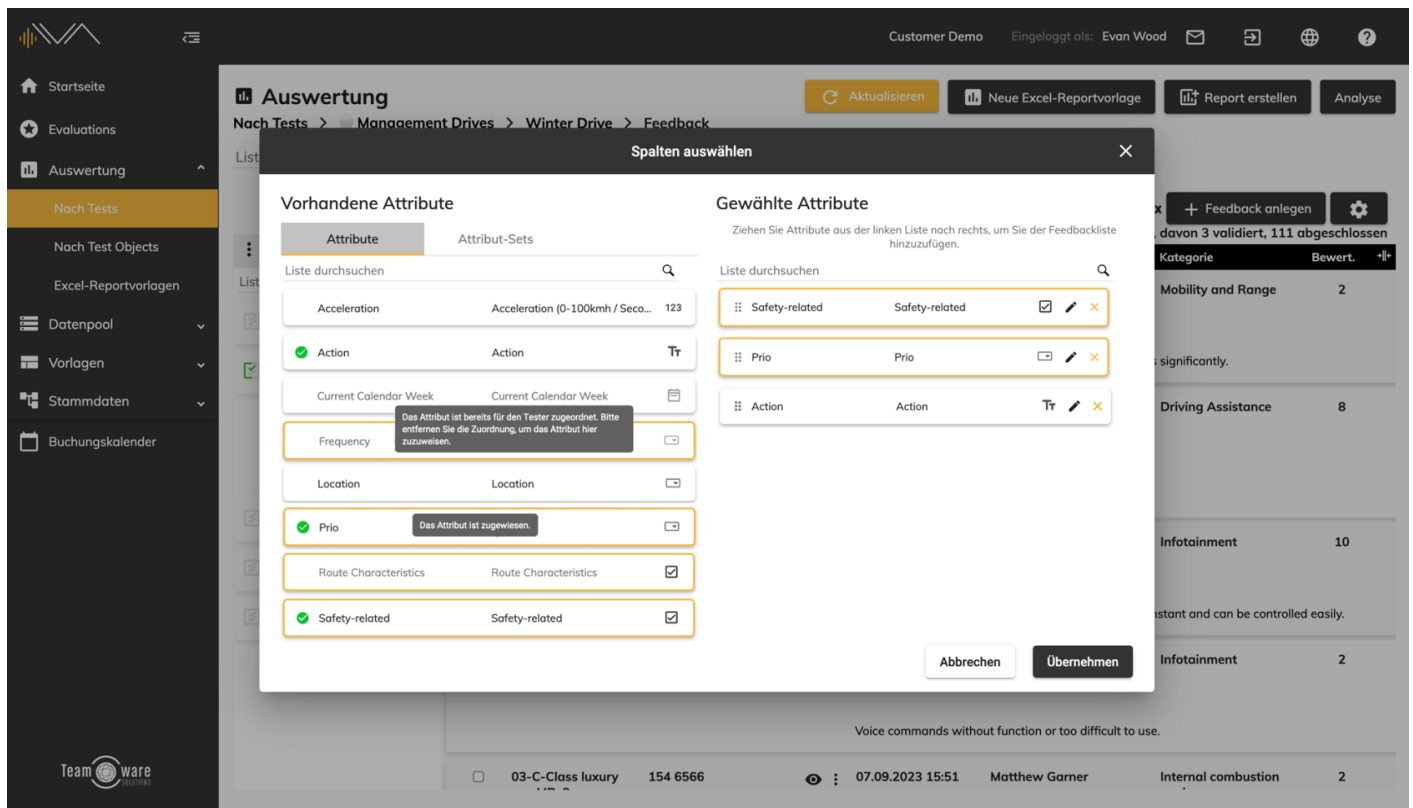 Customer Demo Eingeloggt als: Evan Wood
Startseite
Evaluations
Auswertung
Nach Tests
Nach Test Objects
Excel-Reportvorlagen
Datenpool
Vorlagen
Stammdaten
Buchungskalender
Team ware
SOLUTIONS
Auswertung
Aktualisieren Neue Excel-Reportvorlage Report erstellen Analyse
Nach Tests > Management Drives > Winter Drive > Feedback
List
Feedback anlegen
, davon 3 validiert, 111 abgeschlossen
Kategorie Bewert.
List
Mobility and Range 2
significantly.
Driving Assistance 8
Infotainment 10
nstant and can be controlled easily.
Infotainment 2
Voice commands without function or too difficult to use.
03-C-Class luxury 154 6566 07.09.2023 15:51 Matthew Garner Internal combustion 2
Spalten auswählen
Vorhandene Attribute
Attribute Attribut-Sets
Liste durchsuchen
Acceleration Acceleration (0-100kmh / Seco... 123
Action Action Tт
Current Calendar Week Current Calendar Week
Das Attribut ist bereits für den Tester zugeordnet. Bitte
entfernen Sie die Zuordnung, um das Attribut hier
zuzuweisen.
Frequency
Location Location
Prio
Das Attribut ist zugewiesen.
Route Characteristics Route Characteristics
Safety-related Safety-related
Gewählte Attribute
Ziehen Sie Attribute aus der linken Liste nach rechts, um Sie der Feedbackliste
hinzuzufügen.
Liste durchsuchen
Safety-related Safety-related
Prio Prio
Action Action Tт
Abbrechen Übernehmen